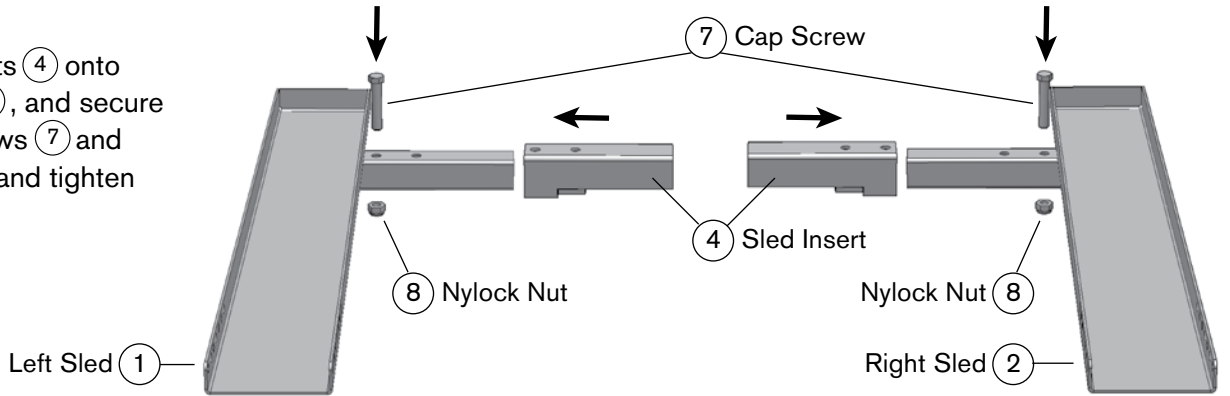 ts 4 onto
), and secure
ws 7 and
and tighten
7 Cap Screw
4 Sled Insert
8 Nylock Nut
Nylock Nut 8
Left Sled 1
Right Sled 2